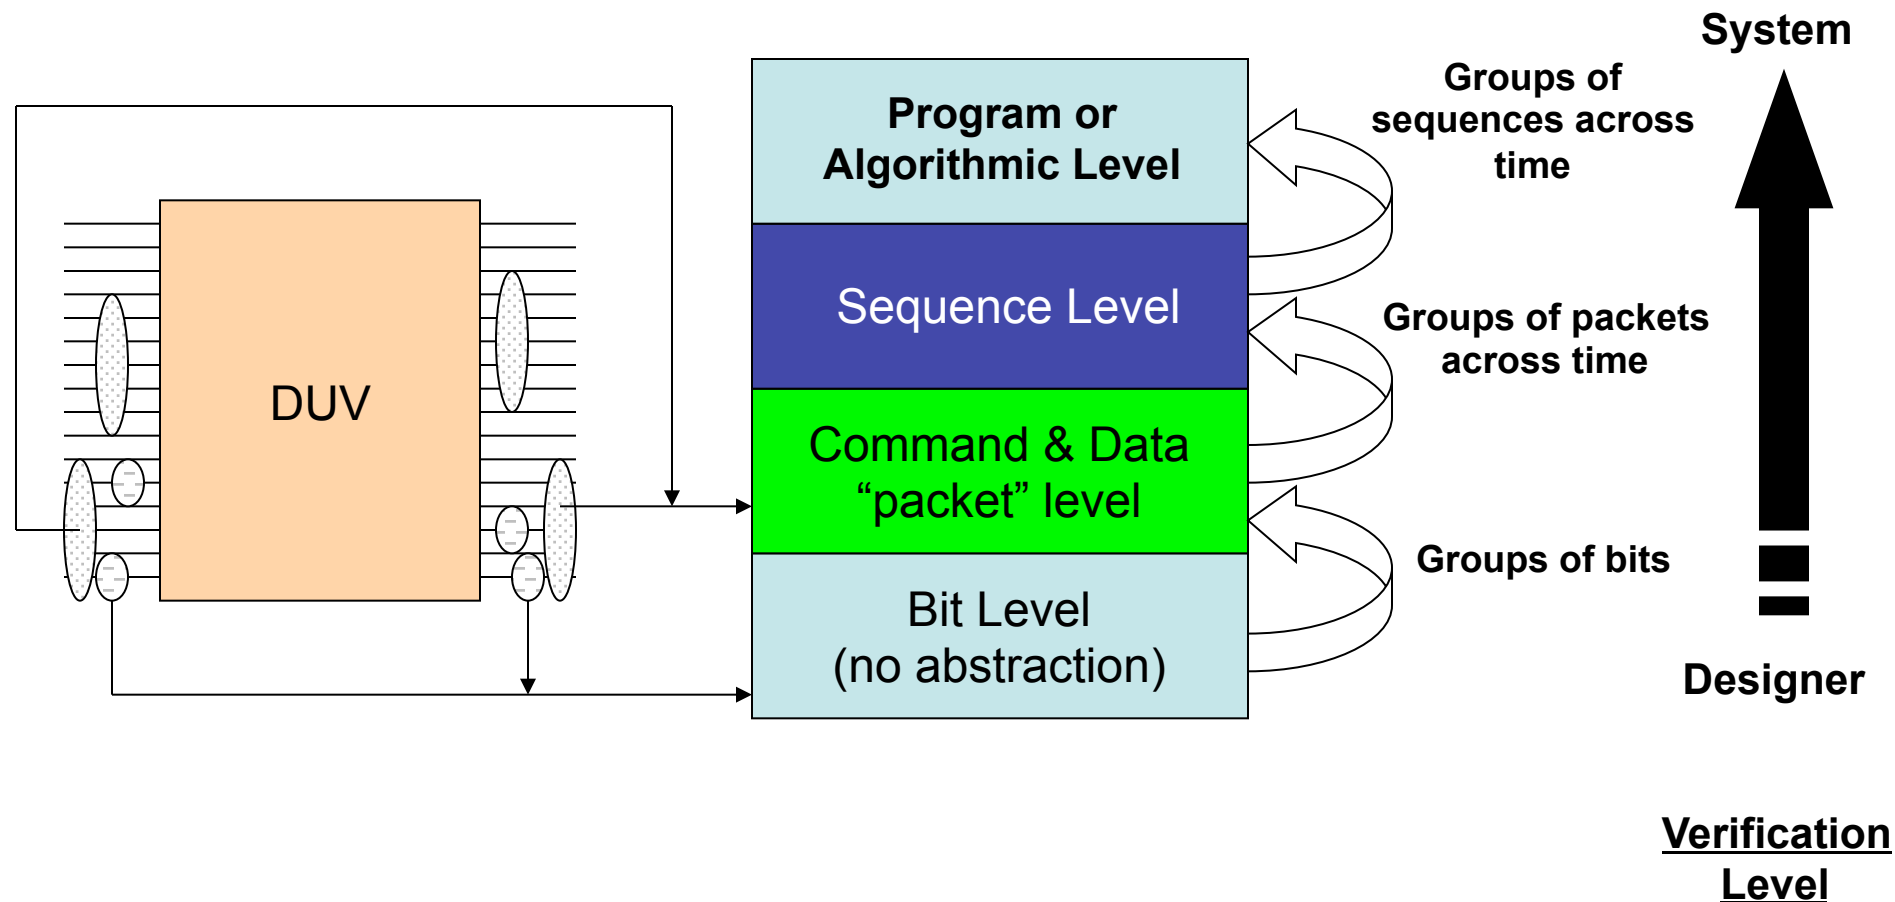 System
Groups of
sequences across
time
Program or
Algorithmic Level
Sequence Level
Groups of packets
across time
DUV
Command & Data
“packet” level
Groups of bits
Bit Level
(no abstraction)
Designer
Verification
Level